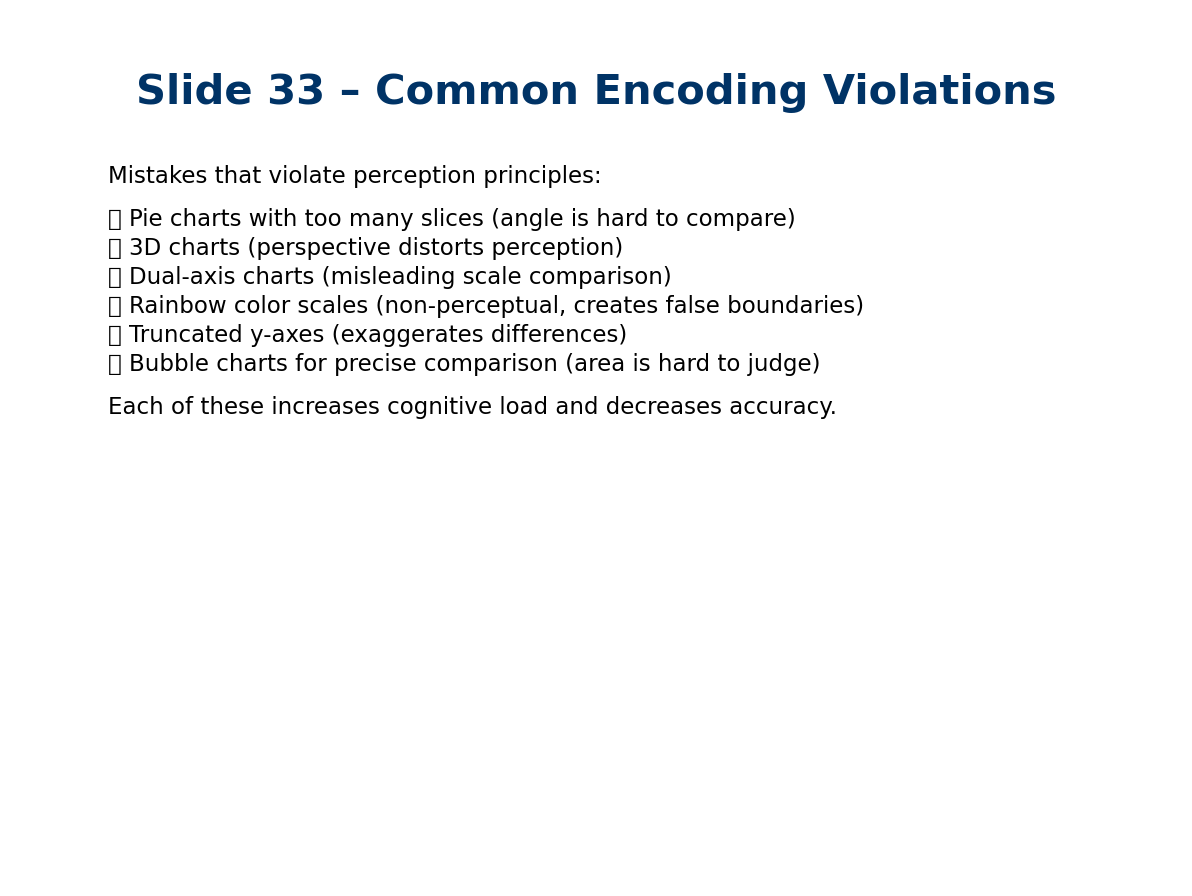 Slide 33 – Common Encoding Violations
Mistakes that violate perception principles:
Pie charts with too many slices (angle is hard to compare)
3D charts (perspective distorts perception)
Dual-axis charts (misleading scale comparison)
Rainbow color scales (non-perceptual, creates false boundaries)
Truncated y-axes (exaggerates differences)
Bubble charts for precise comparison (area is hard to judge)
Each of these increases cognitive load and decreases accuracy.